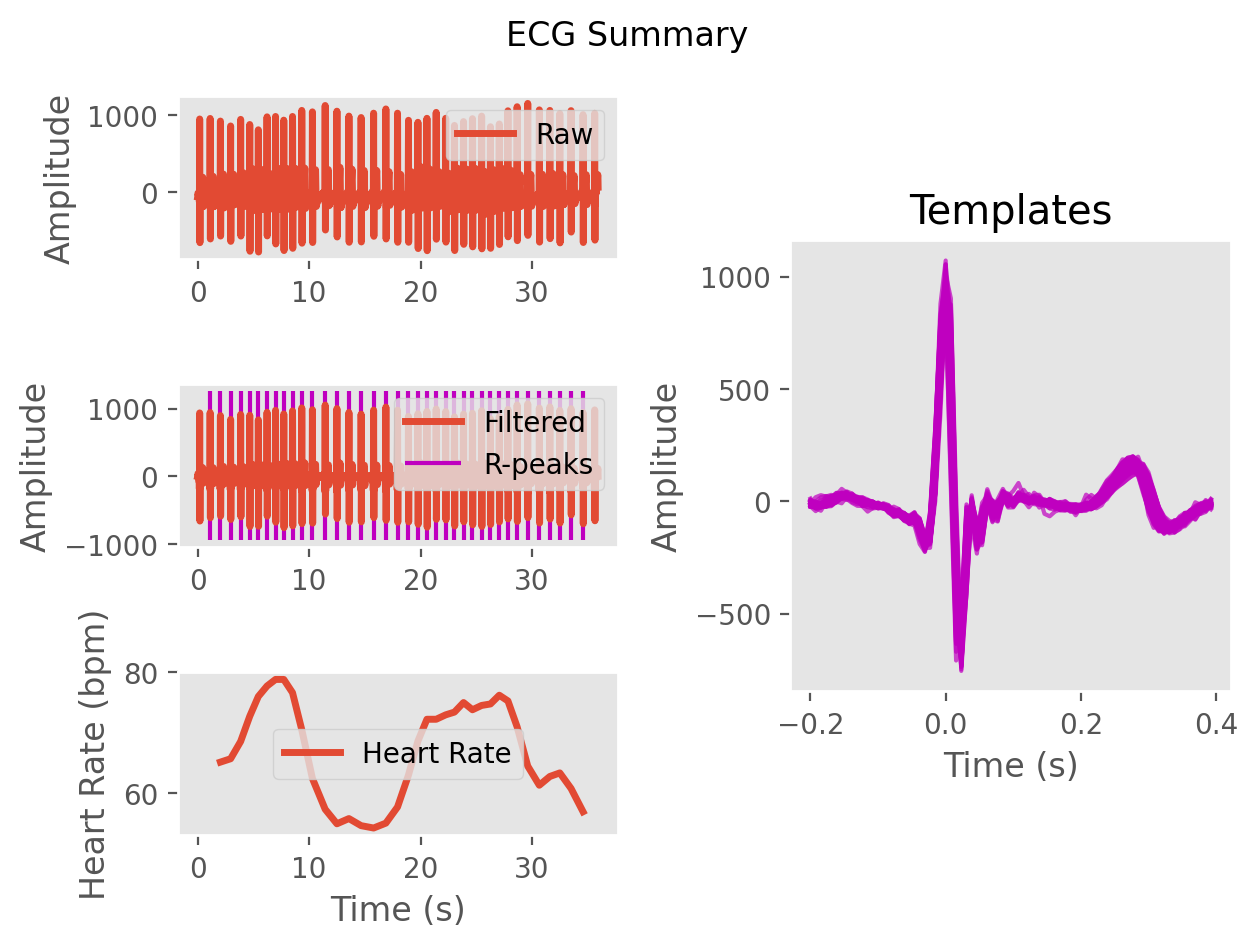 ECG Summary
Amplitude
1000
0
Raw
0 10 20 30
Amplitude
1000
0
−1000
Filtered
R-peaks
0 10 20 30
Heart Rate (bpm)
80
60
Heart Rate
0 10 20 30
Time (s)
Templates
Amplitude
1000
500
0
−500
−0.2 0.0 0.2 0.4
Time (s)